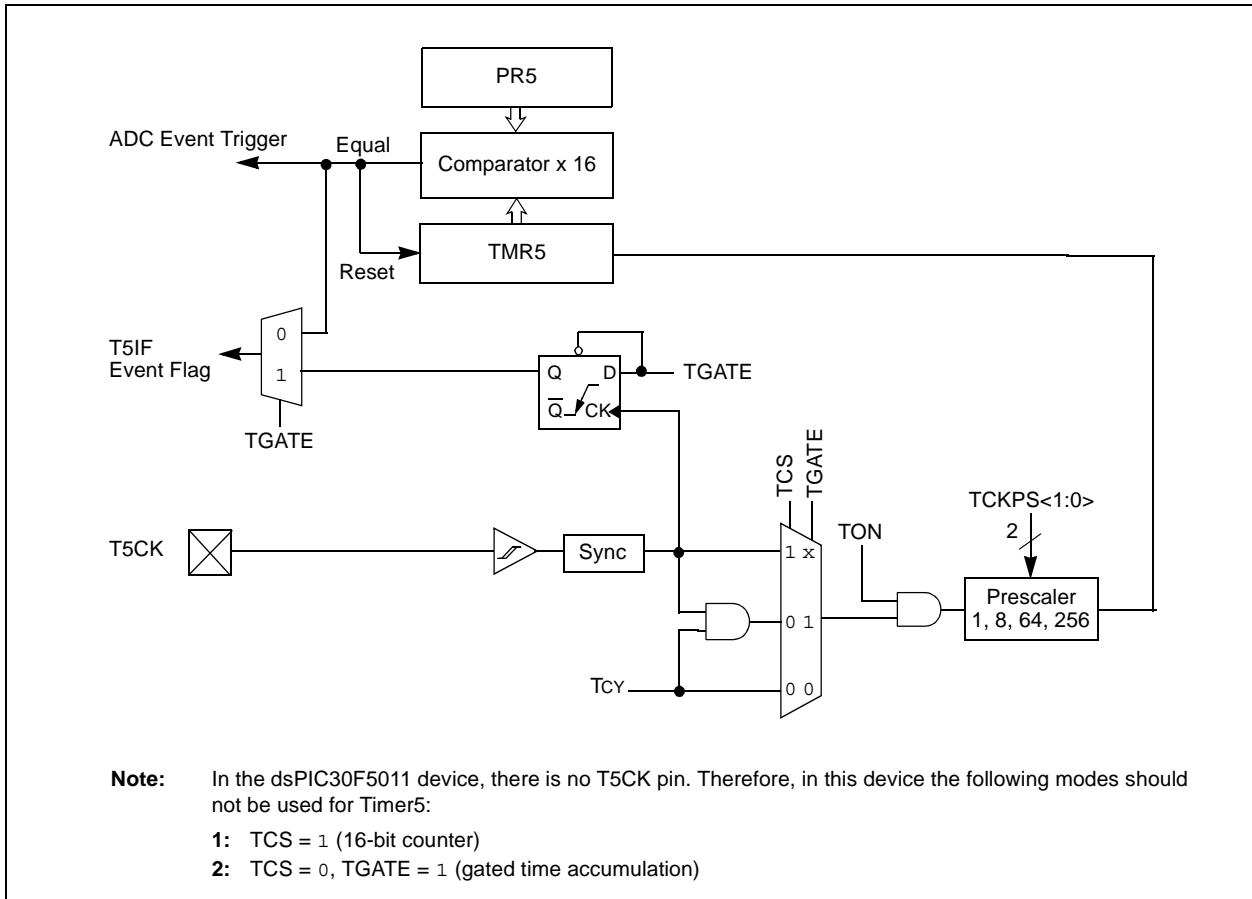 PR5
ADC Event Trigger
Equal
Comparator x 16
TMR5
Reset
0
T5IF
Event Flag
1
TGATE
Q D
Q̅ CK
TGATE
TCS
TGATE
TCKPS<1:0>
2
TON
T5CK
Sync
1 x
Prescaler
1, 8, 64, 256
0 1
TCY
0 0
Note: In the dsPIC30F5011 device, there is no T5CK pin. Therefore, in this device the following modes should
not be used for Timer5:
1: TCS = 1 (16-bit counter)
2: TCS = 0, TGATE = 1 (gated time accumulation)